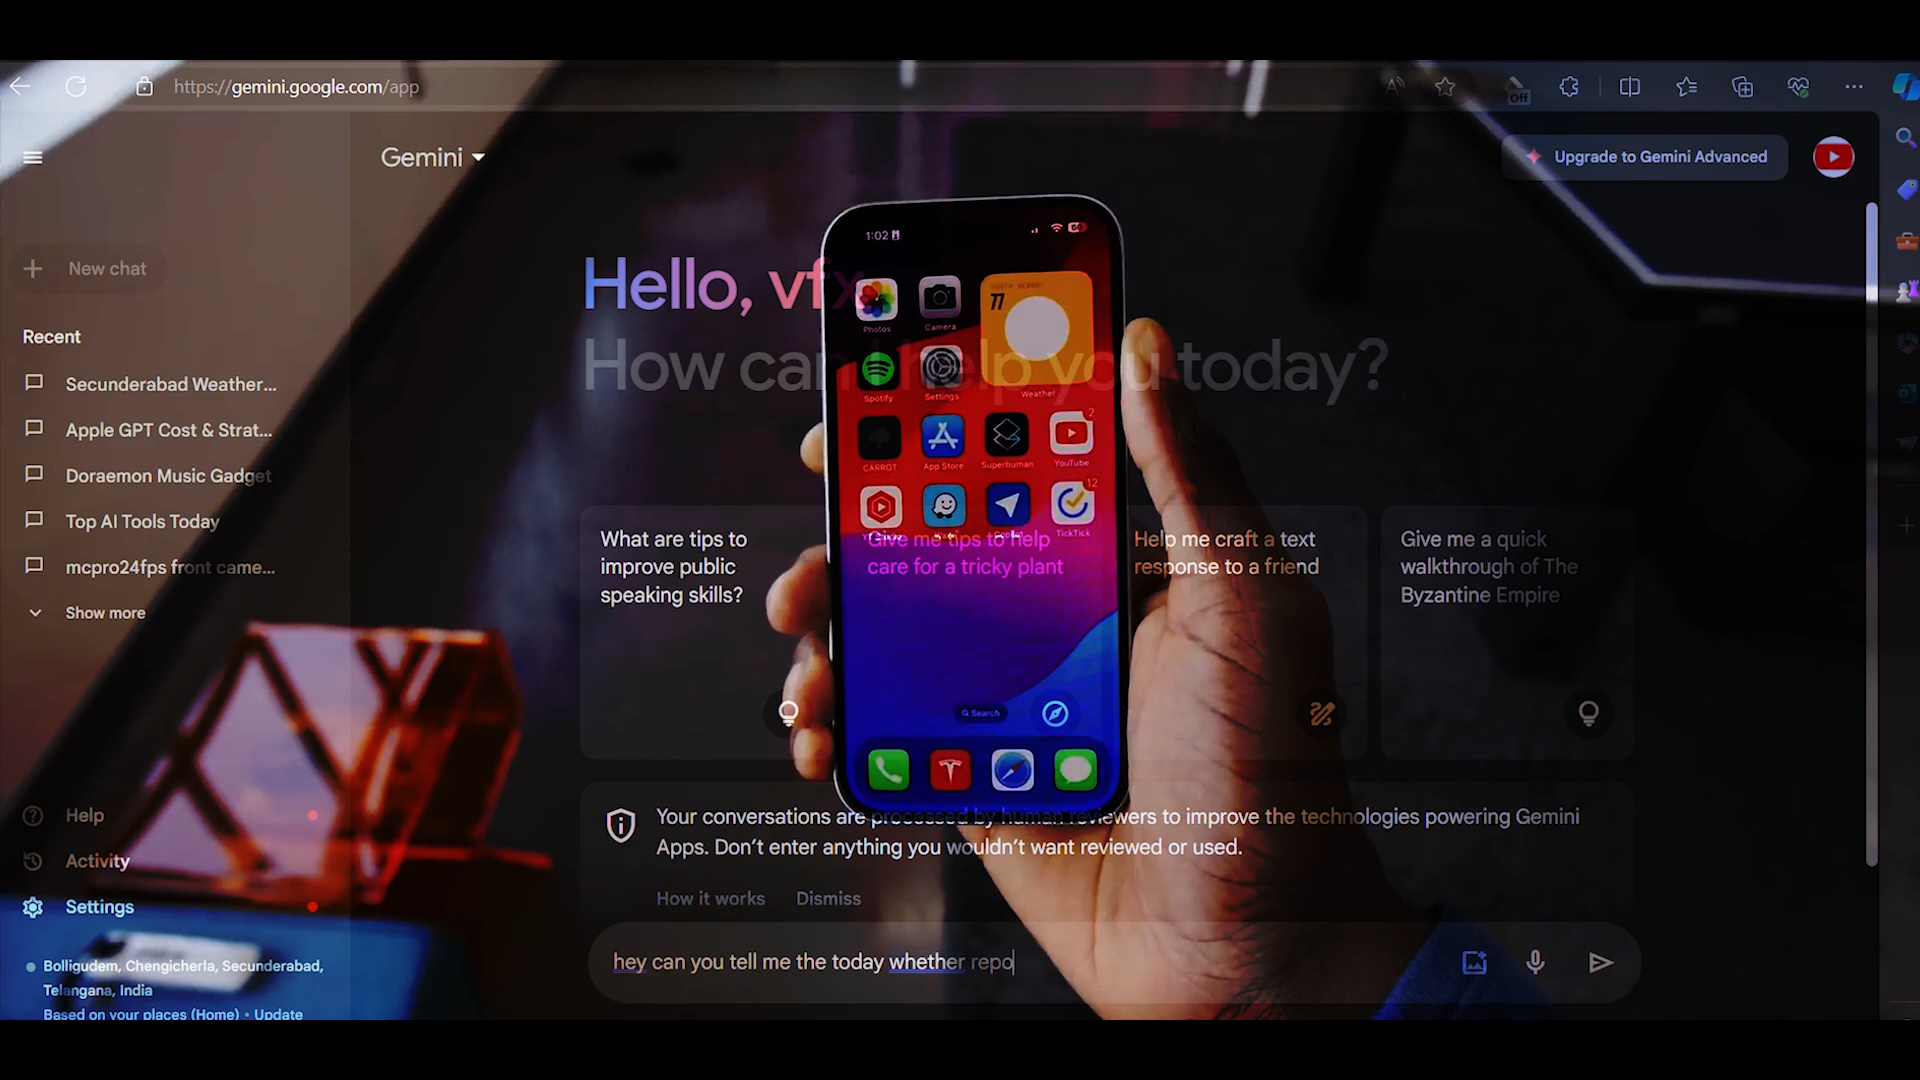 https://gemini.google.com/app
Off
Gemini
Upgrade to Gemini Advanced
New chat
Recent
Secunderabad Weather...
Apple GPT Cost & Strat...
Doraemon Music Gadget
Top AI Tools Today
mcpro24fps front came...
Show more
Help
Activity
Settings
Bolligudem, Chengicherla, Secunderabad,
Telangana, India
Based on your places (Home) • Update
Hello, vfx
How can I help you today?
1:02
77
Photos
Camera
Spotify
Settings
Weather
2
CARROT
App Store
Superhuman
YouTube
12
TickTick
Search
What are tips to
improve public
speaking skills?
Give me tips to help
care for a tricky plant
Help me craft a text
response to a friend
Give me a quick
walkthrough of The
Byzantine Empire
Your conversations are processed by human reviewers to improve the technologies powering Gemini
Apps. Don't enter anything you wouldn't want reviewed or used.
How it works
Dismiss
hey can you tell me the today whether repo